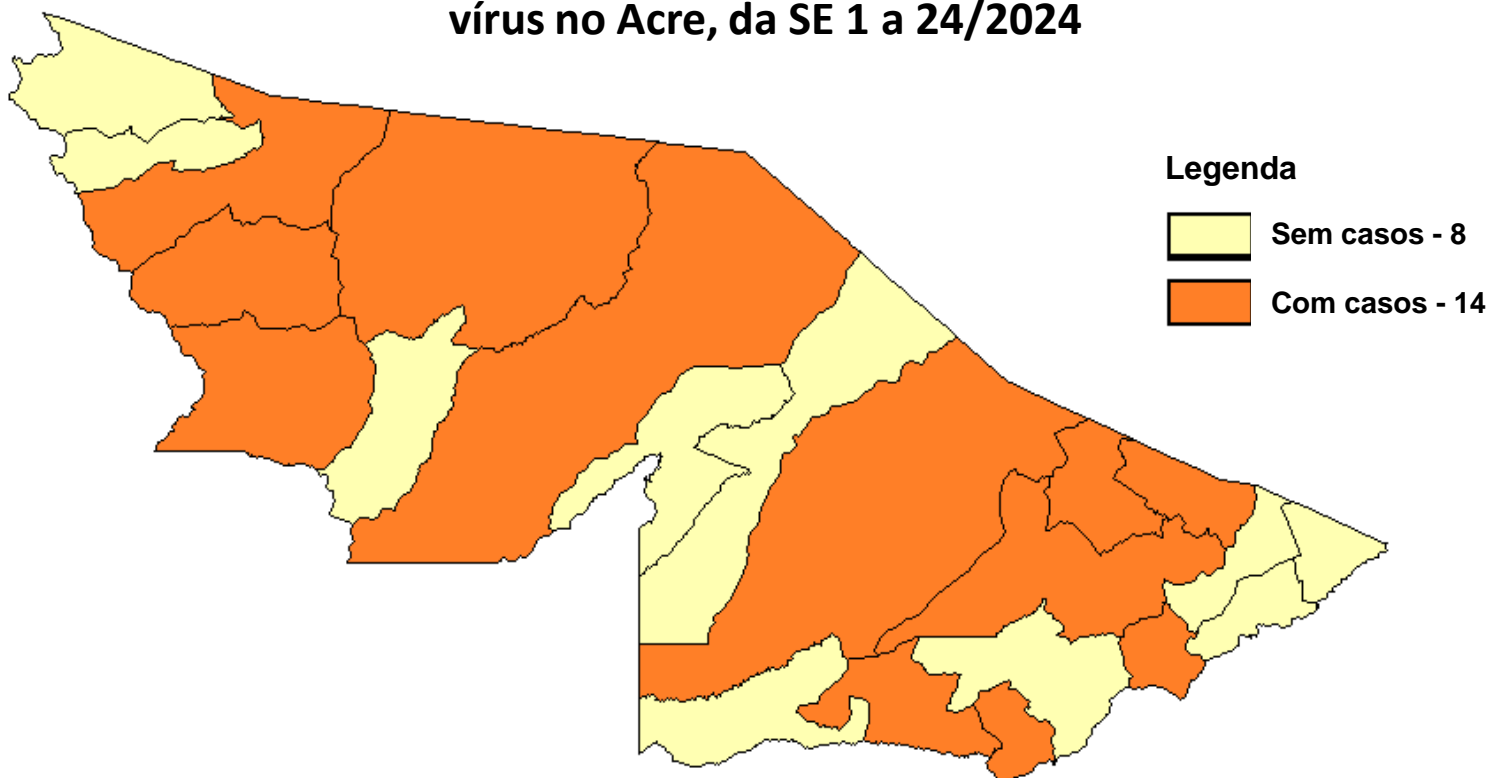 vírus no Acre, da SE 1 a 24/2024
Legenda
Sem casos - 8
Com casos - 14